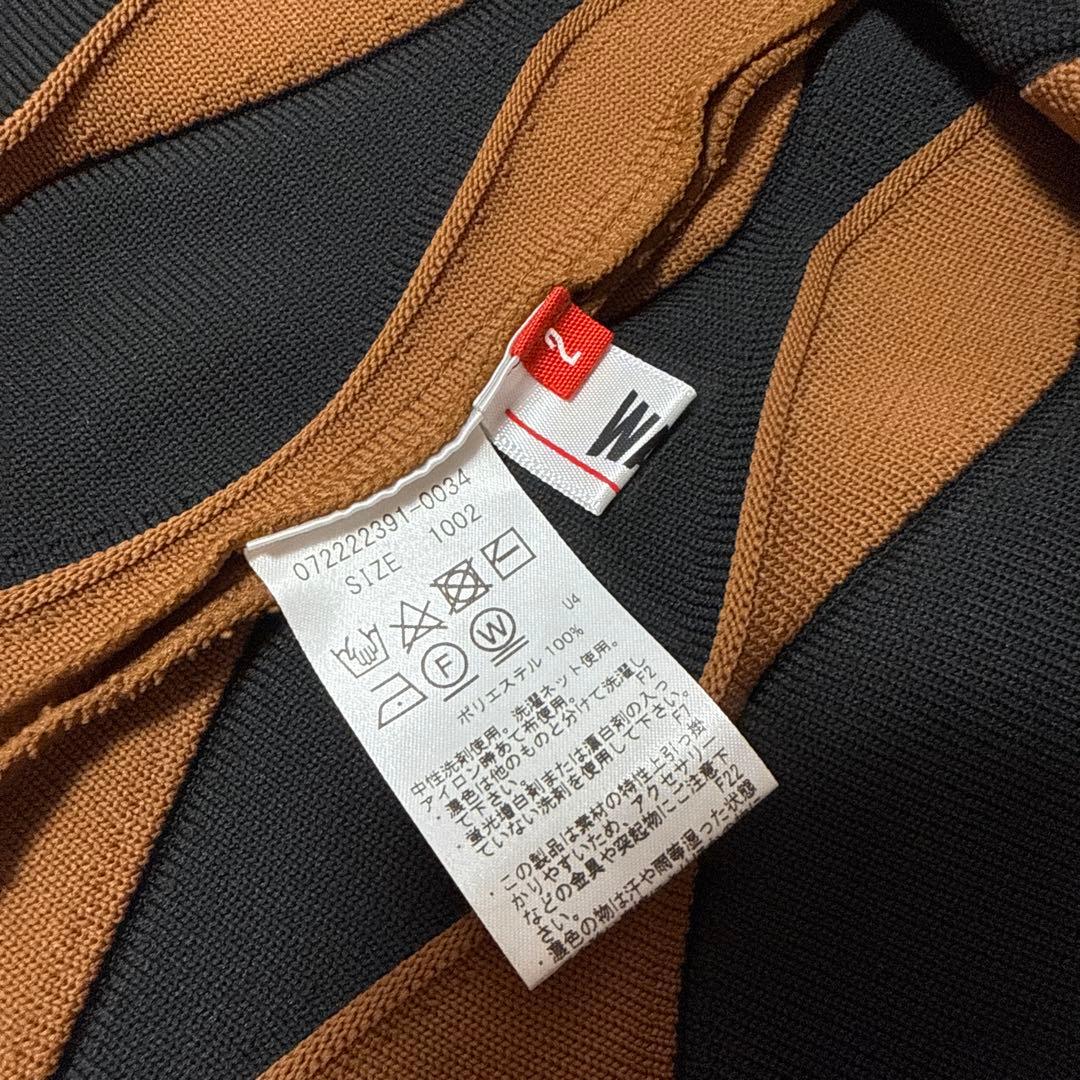 2
072222391-0034
SIZE 1002
F
W
U4
ポリエステル 100%
中性洗剤使用。洗濯ネット使用。
アイロン時あて布使用。
・濃色は他のものと分けて洗濯し
て下さい。 F2
・蛍光増白剤または漂白剤の入っ
ていない洗剤を使用して下さい。
F7
・この製品は素材の特性上引っ掛
かりやすいため、アクセサリー
などの金具や突起物にご注意下
さい。 F22
・濃色の物は汗や雨等湿った状態